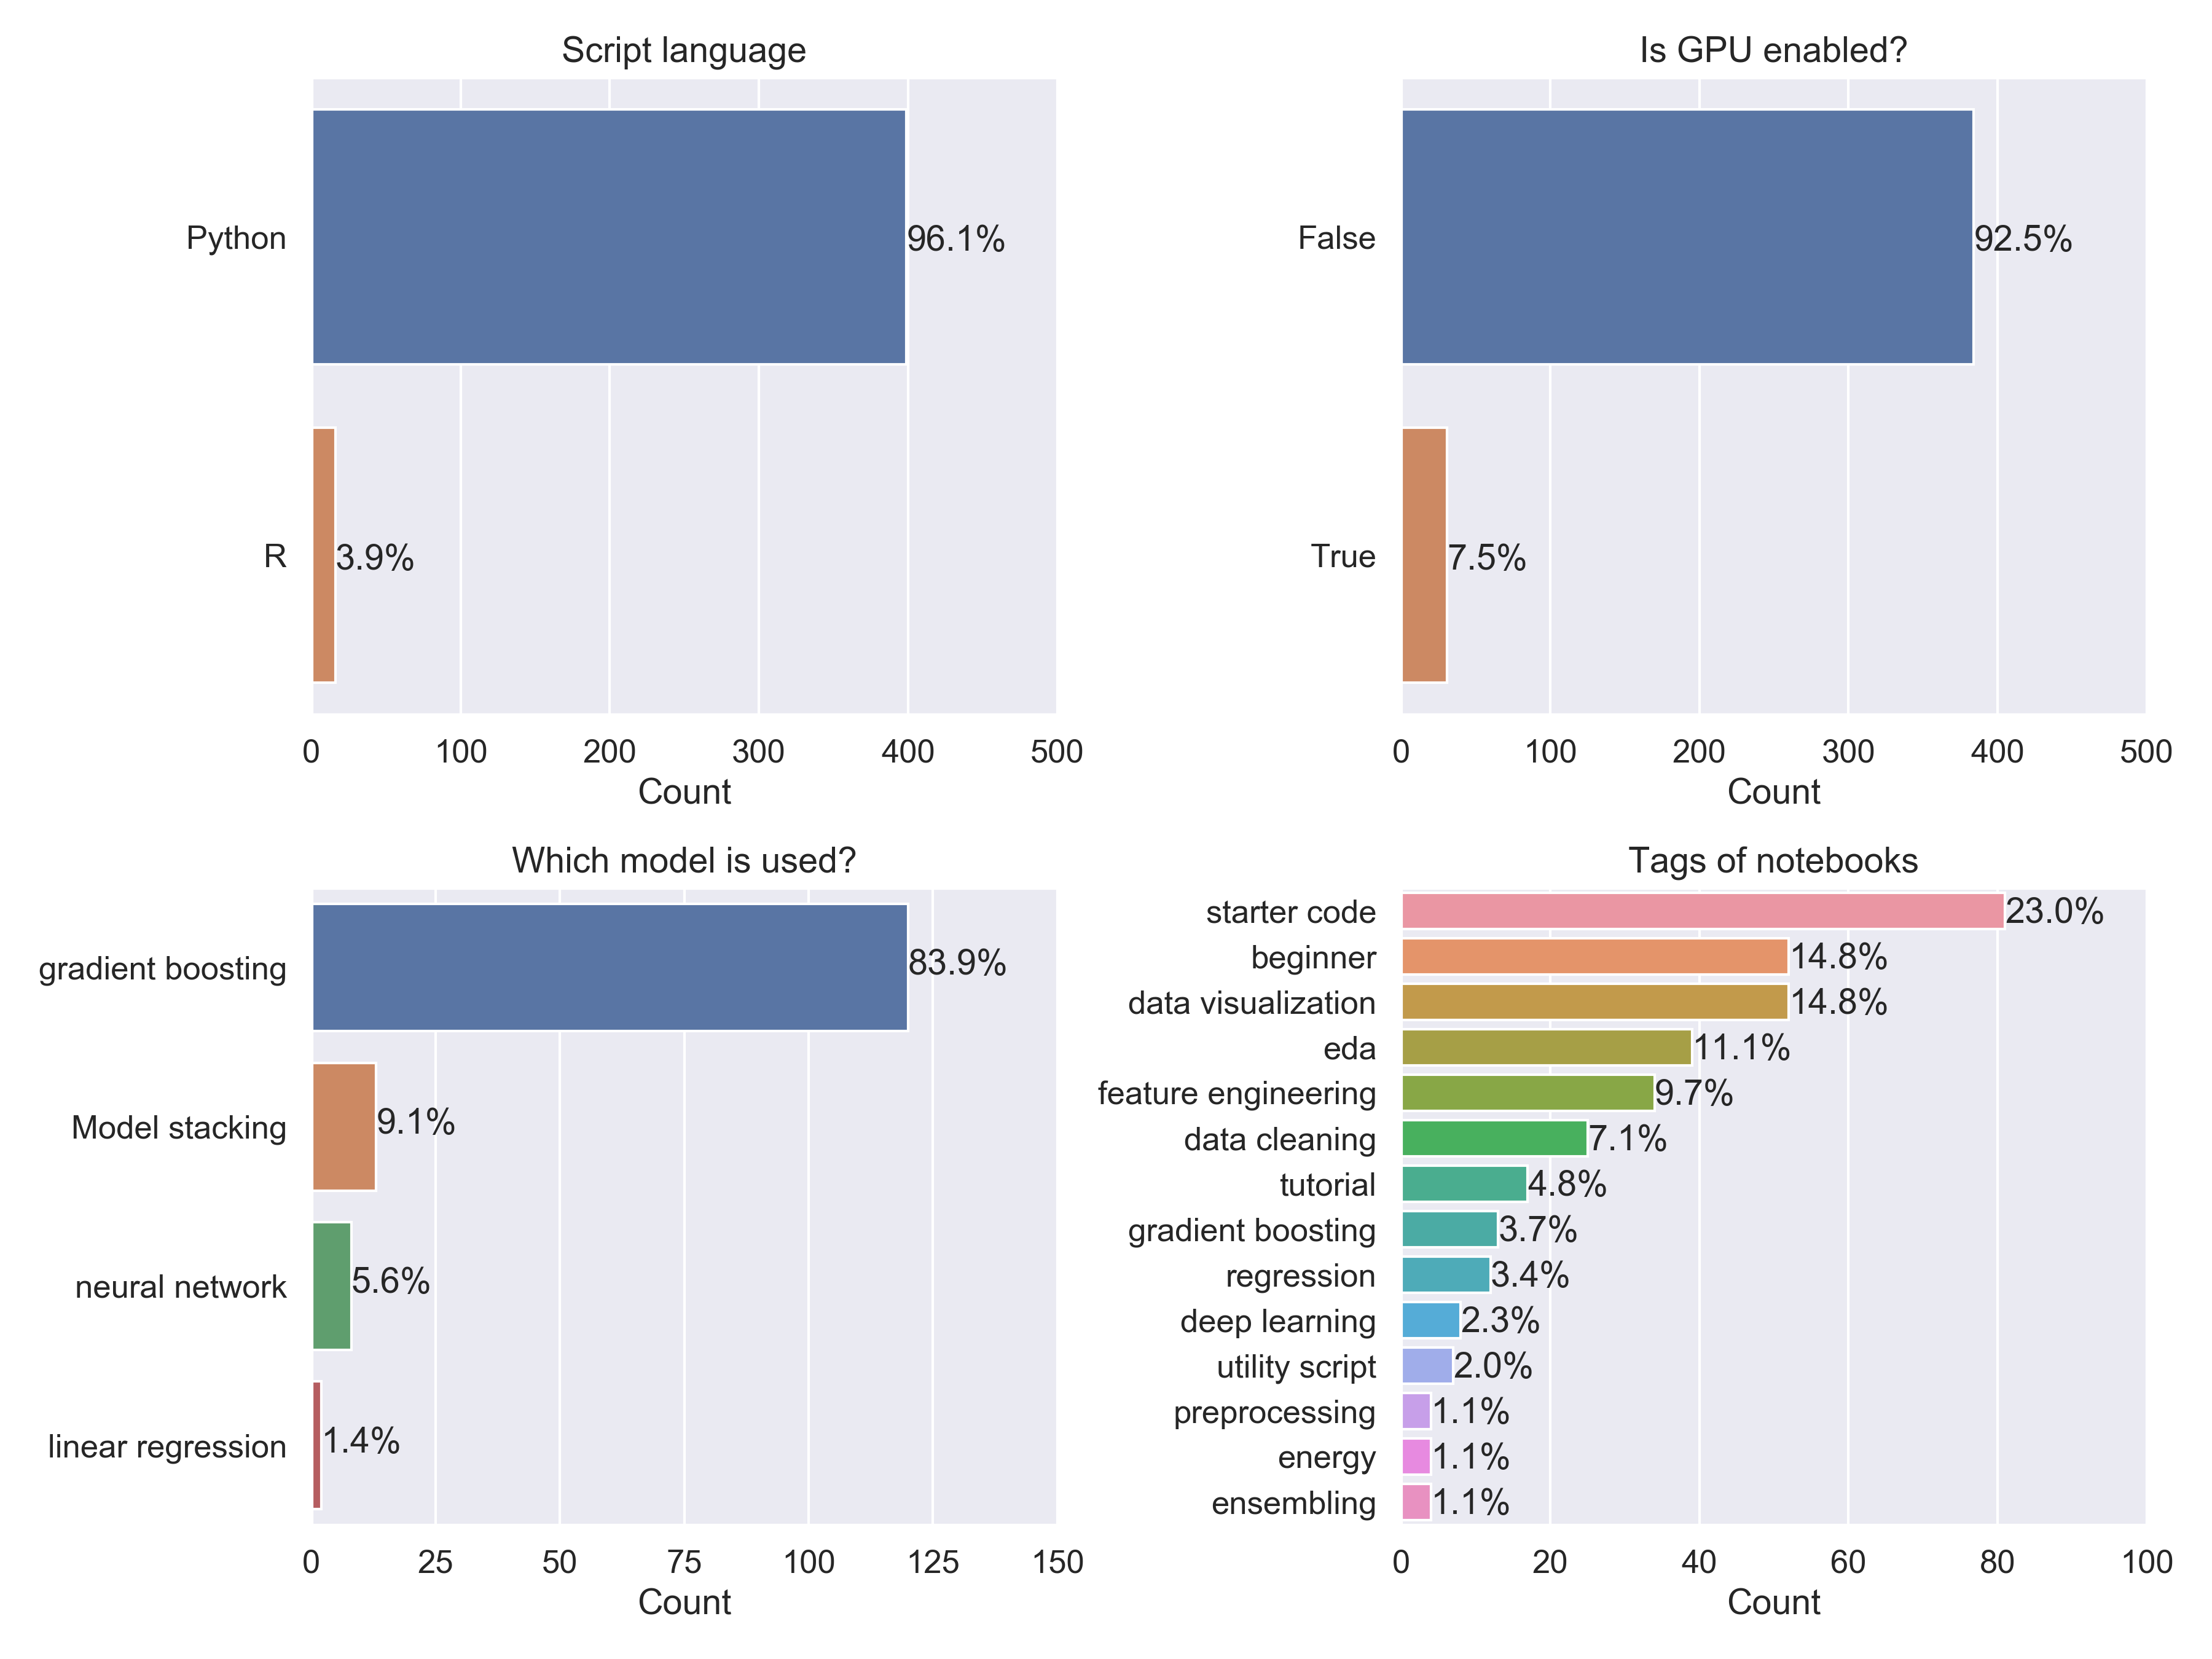 Script language
Python
96.1%
R
3.9%
0 100 200 300 400 500
Count
Is GPU enabled?
False
92.5%
True
7.5%
0 100 200 300 400 500
Count
Which model is used?
gradient boosting
83.9%
Model stacking
9.1%
neural network
5.6%
linear regression
1.4%
0 25 50 75 100 125 150
Count
Tags of notebooks
starter code 23.0%
beginner 14.8%
data visualization 14.8%
eda 11.1%
feature engineering 9.7%
data cleaning 7.1%
tutorial 4.8%
gradient boosting 3.7%
regression 3.4%
deep learning 2.3%
utility script 2.0%
preprocessing 1.1%
energy 1.1%
ensembling 1.1%
0 20 40 60 80 100
Count